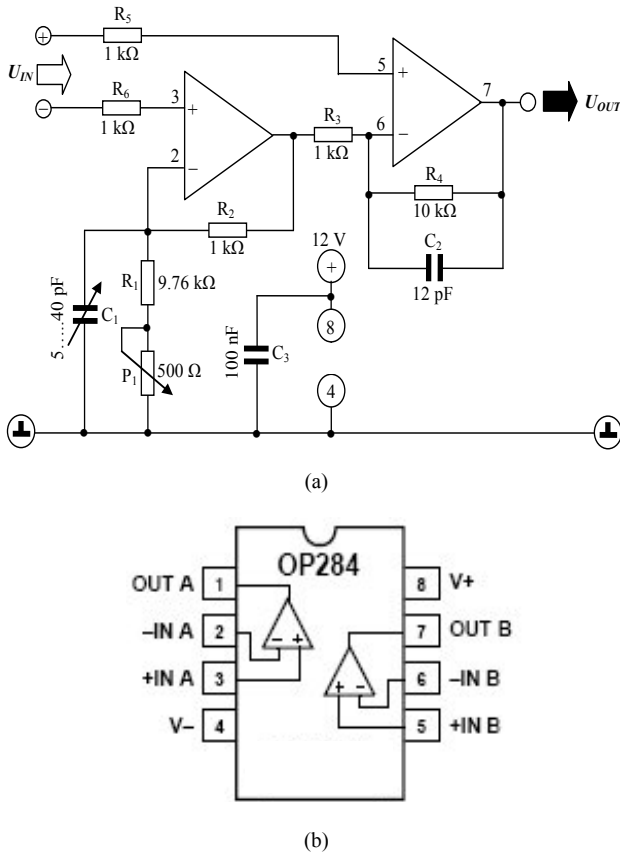 R5
1 kΩ
UIN
R6
1 kΩ
3
+
2
−
R3
1 kΩ
5
+
6
−
7
UOUT
R2
1 kΩ
R4
10 kΩ
C2
12 pF
5.....40 pF
C1
R1
9.76 kΩ
P1
500 Ω
12 V
+
8
100 nF
C3
4
(a)
OP284
OUT A 1
−IN A 2
+IN A 3
V− 4
8 V+
7 OUT B
6 −IN B
5 +IN B
− +
+ −
(b)